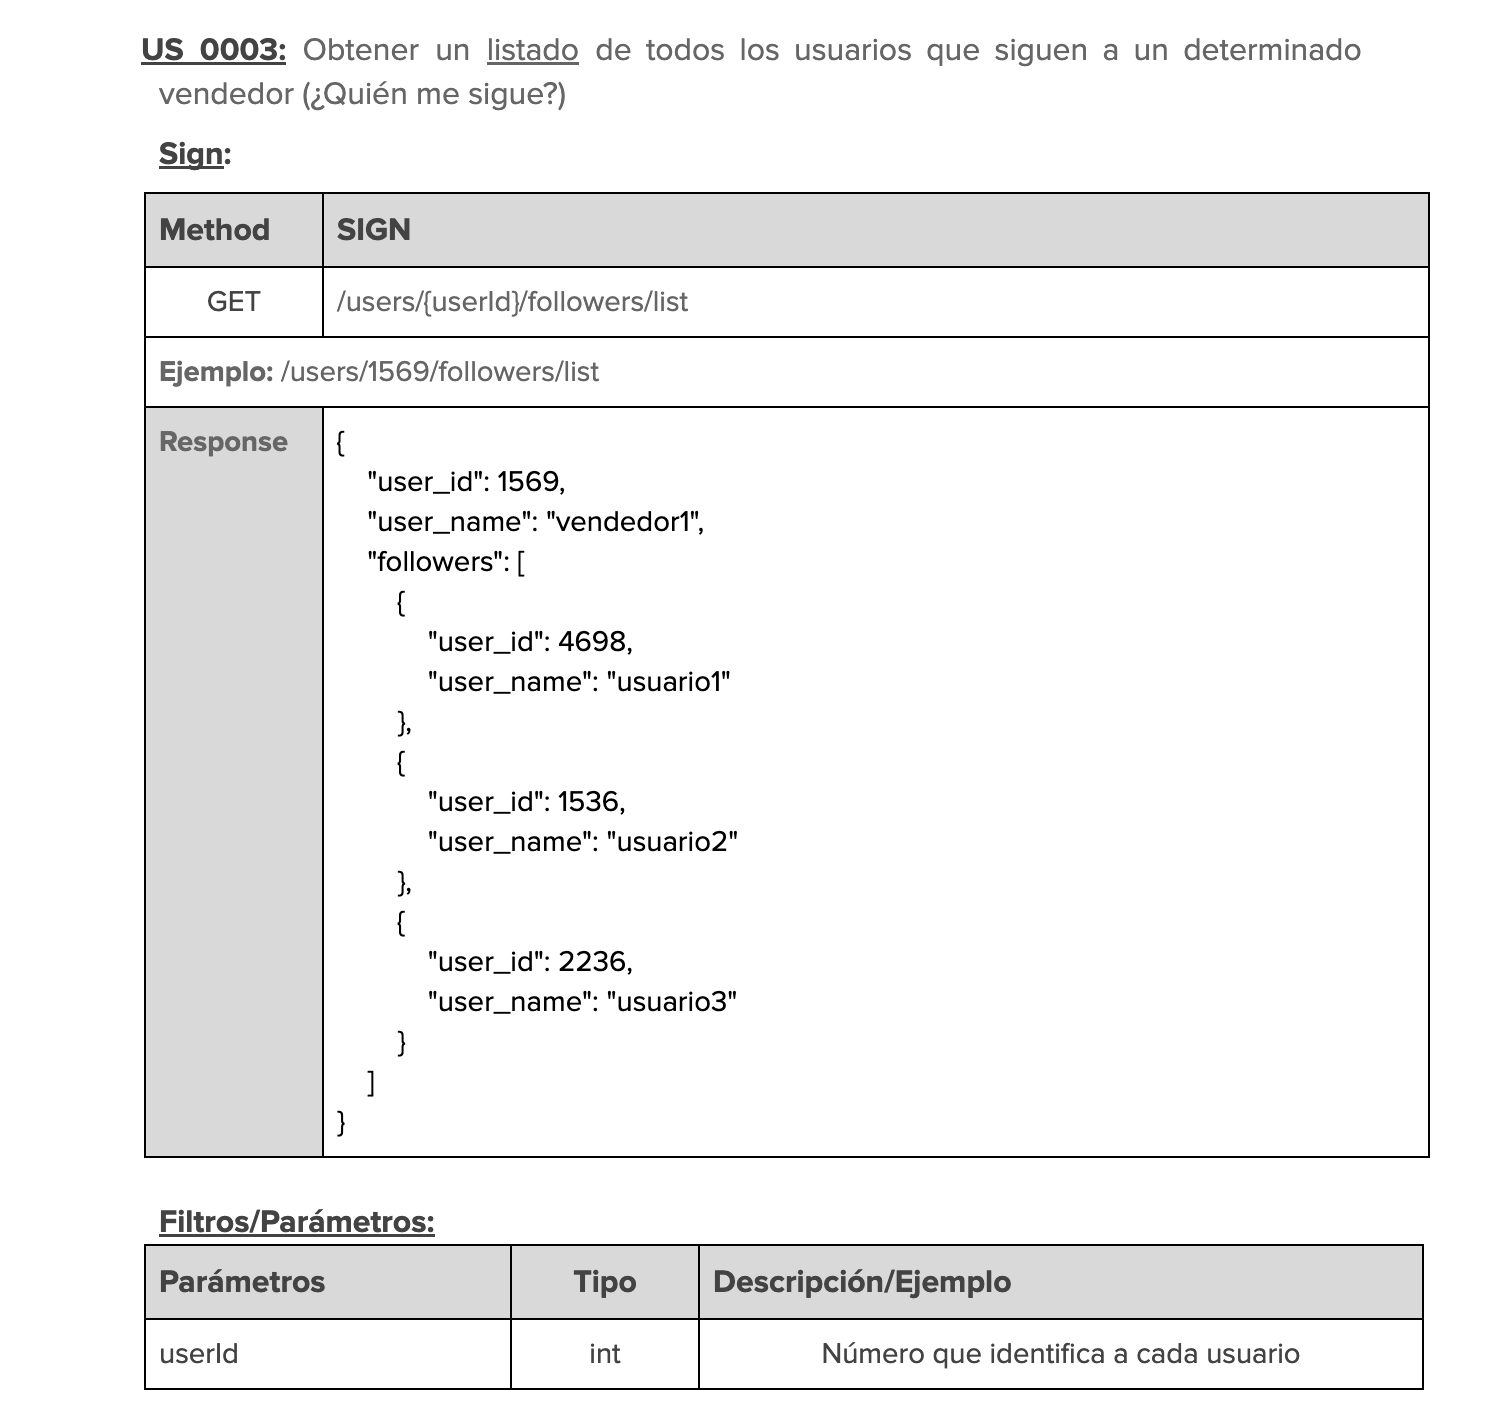 US 0003: Obtener un listado de todos los usuarios que siguen a un determinado
vendedor (¿Quién me sigue?)
Sign:
Method SIGN
GET /users/{userId}/followers/list
Ejemplo: /users/1569/followers/list
Response {
"user_id": 1569,
"user_name": "vendedor1",
"followers": [
{
"user_id": 4698,
"user_name": "usuario1"
},
{
"user_id": 1536,
"user_name": "usuario2"
},
{
"user_id": 2236,
"user_name": "usuario3"
}
]
}
Filtros/Parámetros:
Parámetros Tipo Descripción/Ejemplo
userId int Número que identifica a cada usuario